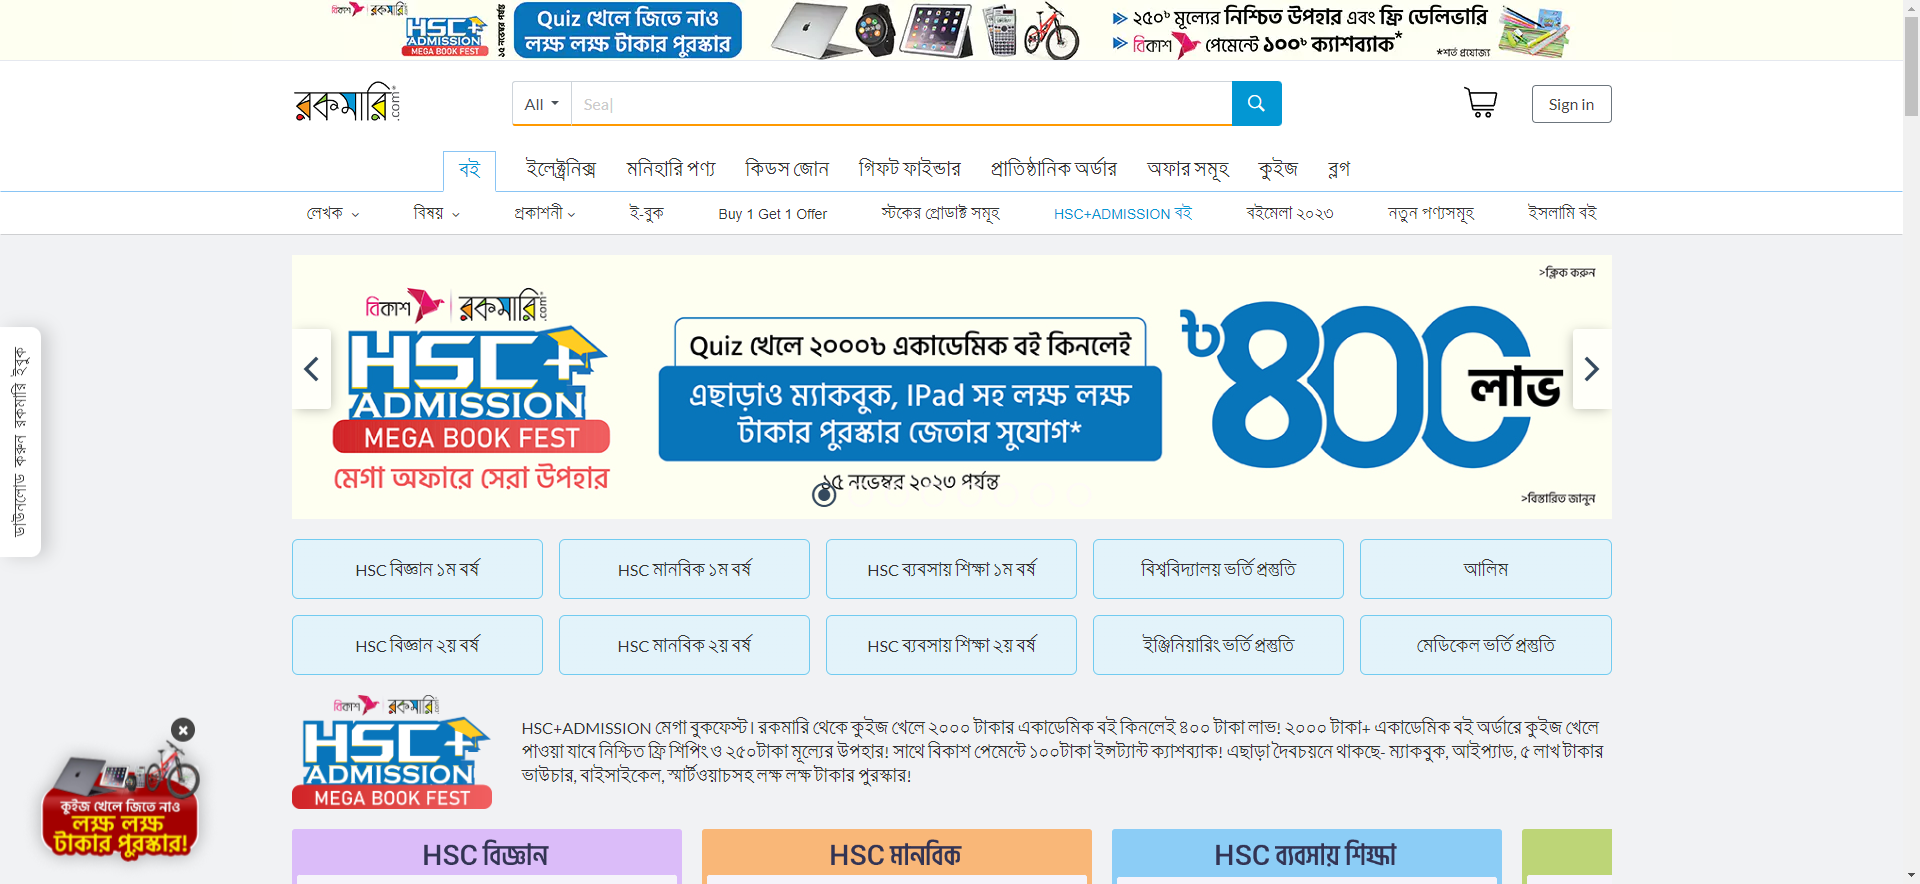 বিকাশ রকমারি
HSC+
ADMISSION
MEGA BOOK FEST
Quiz খেলে জিতে নাও
লক্ষ লক্ষ টাকার পুরস্কার
২৫০৳ মূল্যের নিশ্চিত উপহার এবং ফ্রি ডেলিভারি
বিকাশ পেমেন্টে ১০০৳ ক্যাশব্যাক*
*শর্ত প্রযোজ্য
রকমারি.com
All
Sea|
Sign in
বই ইলেক্ট্রনিক্স মনিহারি পণ্য কিডস জোন গিফট ফাইন্ডার প্রাতিষ্ঠানিক অর্ডার অফার সমূহ কুইজ ব্লগ
লেখক বিষয় প্রকাশনী ই-বুক Buy 1 Get 1 Offer স্টকের প্রোডাক্ট সমূহ HSC+ADMISSION বই বইমেলা ২০২৩ নতুন পণ্যসমূহ ইসলামি বই
ডাউনলোড করুন রকমারি ইবুক
>ক্লিক করুন
বিকাশ রকমারি.com
HSC+
ADMISSION
MEGA BOOK FEST
মেগা অফারে সেরা উপহার
Quiz খেলে ২০০০৳ একাডেমিক বই কিনলেই
এছাড়াও ম্যাকবুক, IPad সহ লক্ষ লক্ষ
টাকার পুরস্কার জেতার সুযোগ*
১৫ নভেম্বর ২০২৩ পর্যন্ত
৳৪০০
লাভ
>বিস্তারিত জানুন
HSC বিজ্ঞান ১ম বর্ষ
HSC মানবিক ১ম বর্ষ
HSC ব্যবসায় শিক্ষা ১ম বর্ষ
বিশ্ববিদ্যালয় ভর্তি প্রস্তুতি
আলিম
HSC বিজ্ঞান ২য় বর্ষ
HSC মানবিক ২য় বর্ষ
HSC ব্যবসায় শিক্ষা ২য় বর্ষ
ইঞ্জিনিয়ারিং ভর্তি প্রস্তুতি
মেডিকেল ভর্তি প্রস্তুতি
বিকাশ রকমারি
HSC+
ADMISSION
MEGA BOOK FEST
HSC+ADMISSION মেগা বুকফেস্ট। রকমারি থেকে কুইজ খেলে ২০০০ টাকার একাডেমিক বই কিনলেই ৪০০ টাকা লাভ! ২০০০ টাকা+ একাডেমিক বই অর্ডারে কুইজ খেলে
পাওয়া যাবে নিশ্চিত ফ্রি শিপিং ও ২৫০টাকা মূল্যের উপহার! সাথে বিকাশ পেমেন্টে ১০০টাকা ইন্সট্যান্ট ক্যাশব্যাক! এছাড়া দৈবচয়নে থাকছে- ম্যাকবুক, আইপ্যাড, ৫ লাখ টাকার
ভাউচার, বাইসাইকেল, স্মার্টওয়াচসহ লক্ষ লক্ষ টাকার পুরস্কার!
কুইজ খেলে জিতে নাও
লক্ষ লক্ষ
টাকার পুরস্কার!
HSC বিজ্ঞান
HSC মানবিক
HSC ব্যবসায় শিক্ষা